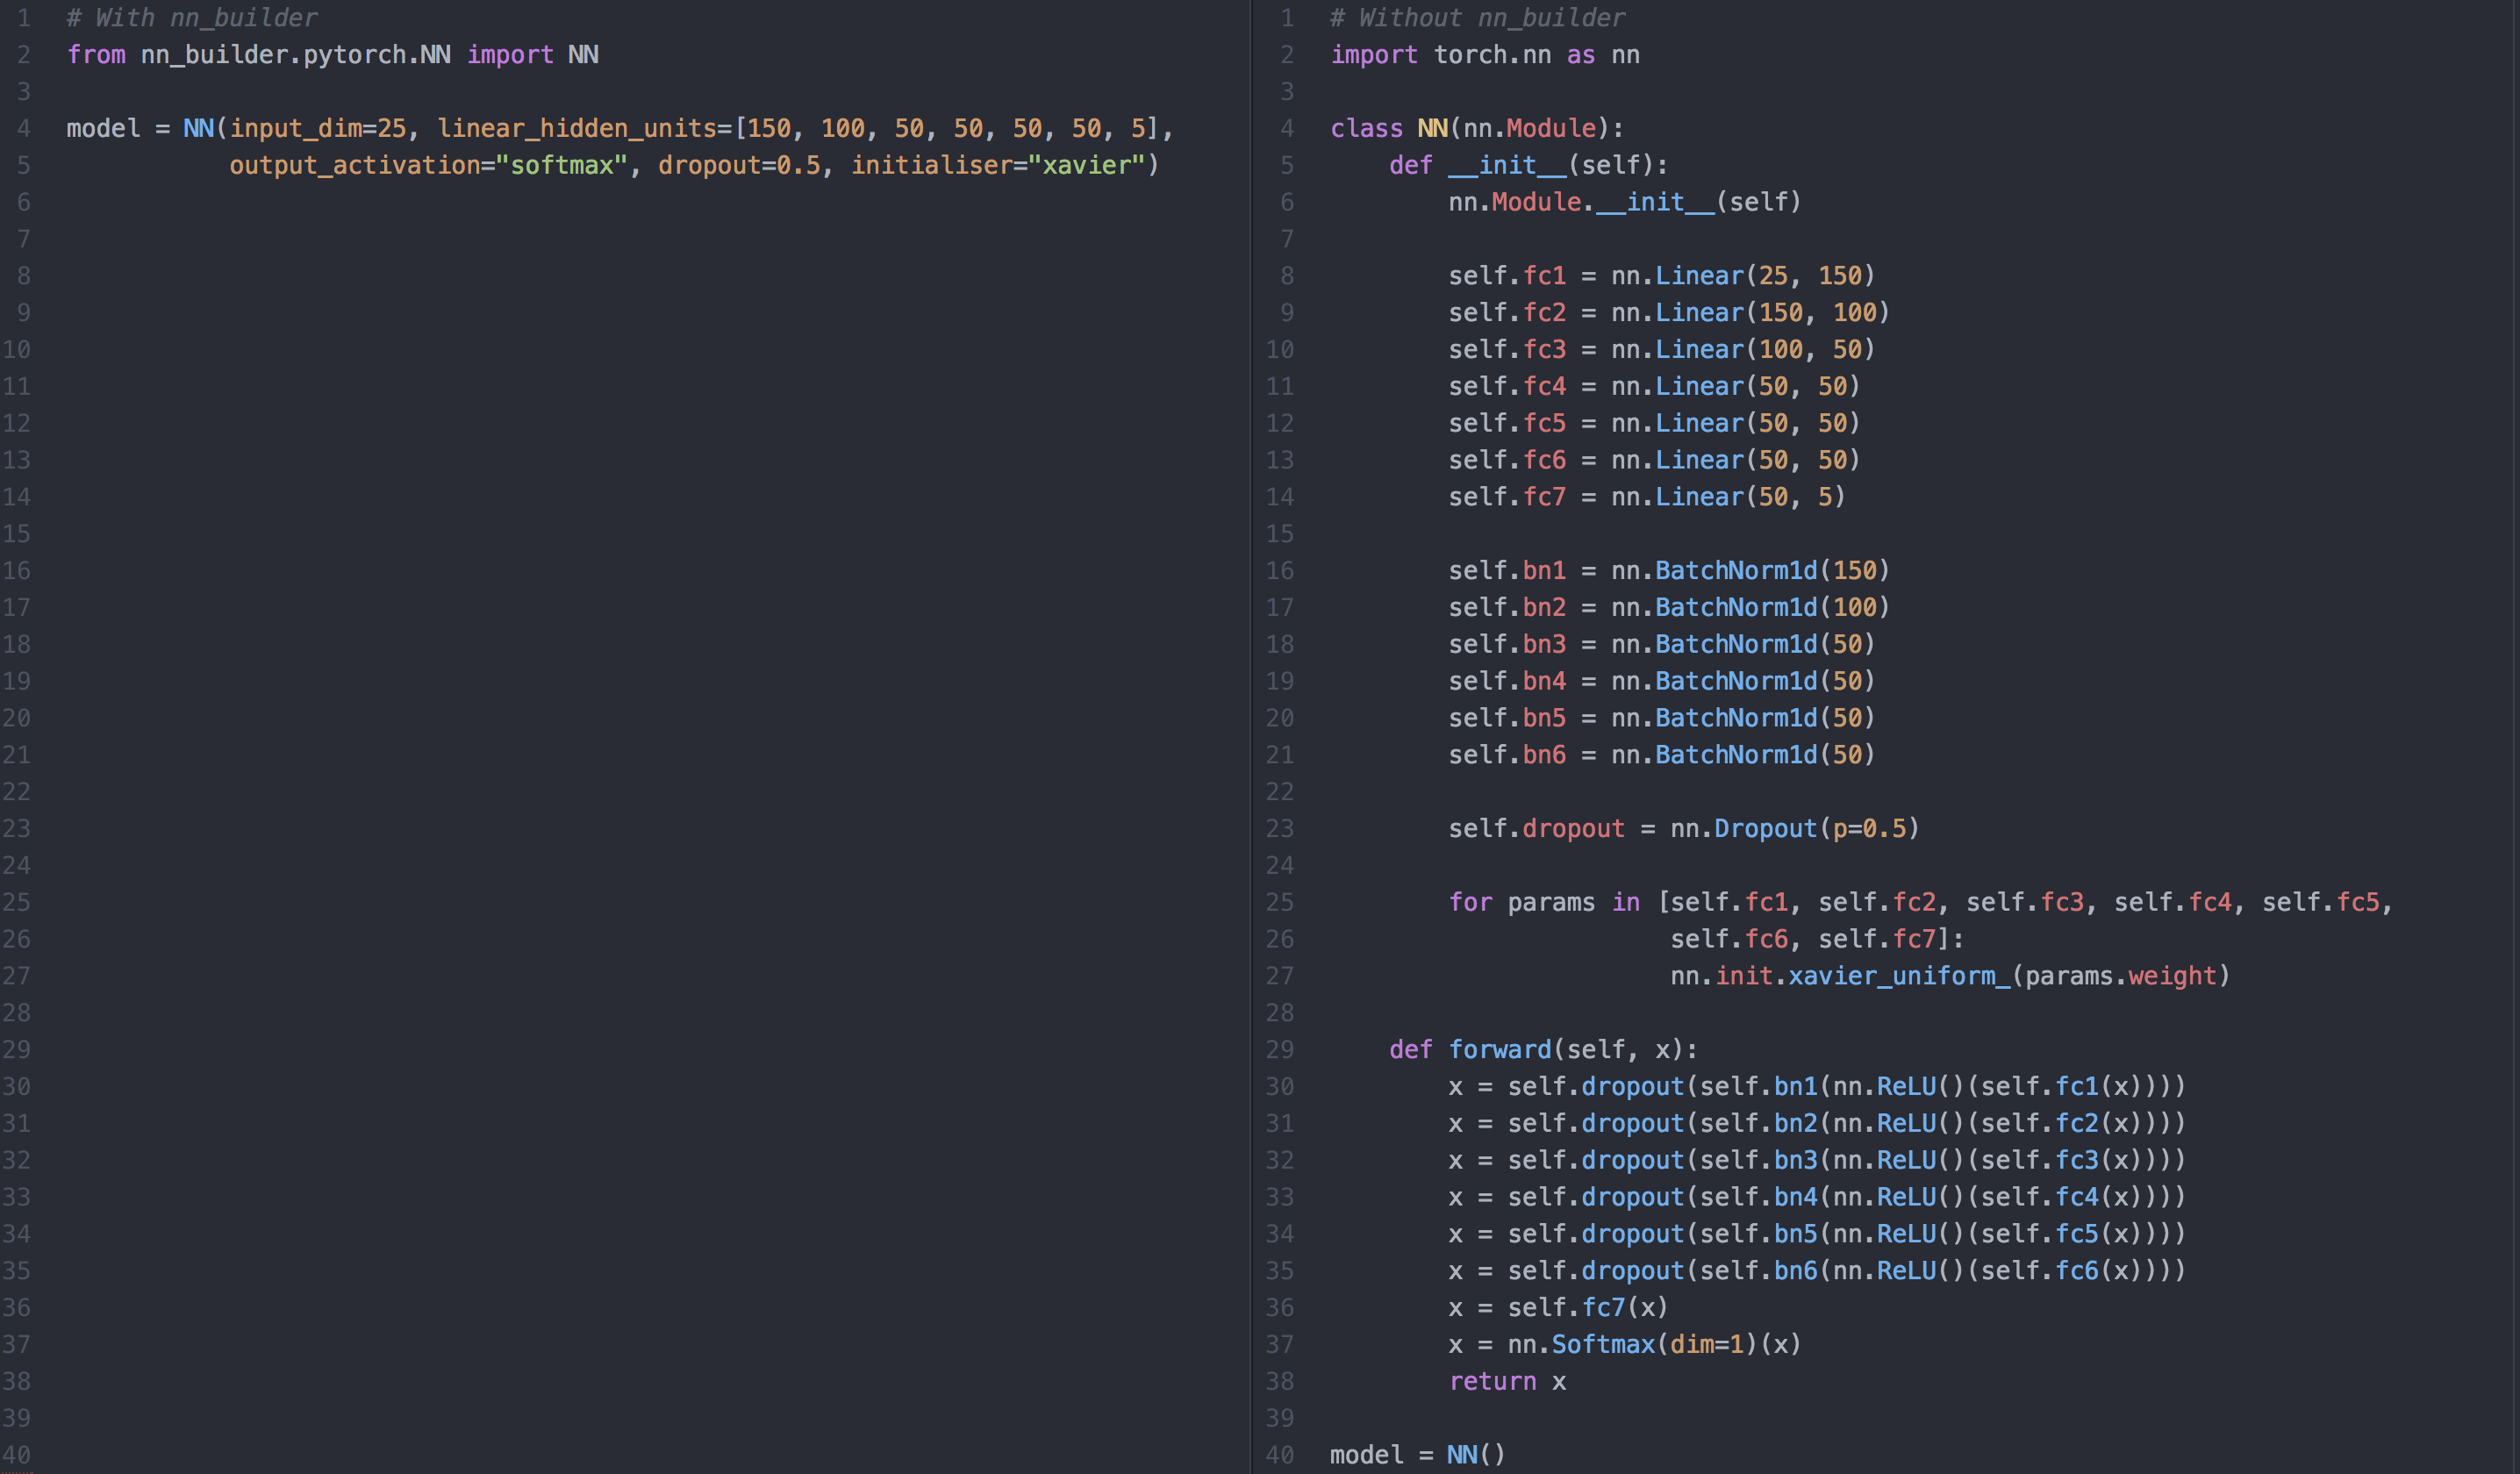 1 # With nn_builder
2 from nn_builder.pytorch.NN import NN
3
4 model = NN(input_dim=25, linear_hidden_units=[150, 100, 50, 50, 50, 50, 5],
5            output_activation="softmax", dropout=0.5, initialiser="xavier")
6
7
8
9
10
11
12
13
14
15
16
17
18
19
20
21
22
23
24
25
26
27
28
29
30
31
32
33
34
35
36
37
38
39
40
1 # Without nn_builder
2 import torch.nn as nn
3
4 class NN(nn.Module):
5     def __init__(self):
6         nn.Module.__init__(self)
7
8         self.fc1 = nn.Linear(25, 150)
9         self.fc2 = nn.Linear(150, 100)
10         self.fc3 = nn.Linear(100, 50)
11         self.fc4 = nn.Linear(50, 50)
12         self.fc5 = nn.Linear(50, 50)
13         self.fc6 = nn.Linear(50, 50)
14         self.fc7 = nn.Linear(50, 5)
15
16         self.bn1 = nn.BatchNorm1d(150)
17         self.bn2 = nn.BatchNorm1d(100)
18         self.bn3 = nn.BatchNorm1d(50)
19         self.bn4 = nn.BatchNorm1d(50)
20         self.bn5 = nn.BatchNorm1d(50)
21         self.bn6 = nn.BatchNorm1d(50)
22
23         self.dropout = nn.Dropout(p=0.5)
24
25         for params in [self.fc1, self.fc2, self.fc3, self.fc4, self.fc5,
26                        self.fc6, self.fc7]:
27                        nn.init.xavier_uniform_(params.weight)
28
29     def forward(self, x):
30         x = self.dropout(self.bn1(nn.ReLU()(self.fc1(x))))
31         x = self.dropout(self.bn2(nn.ReLU()(self.fc2(x))))
32         x = self.dropout(self.bn3(nn.ReLU()(self.fc3(x))))
33         x = self.dropout(self.bn4(nn.ReLU()(self.fc4(x))))
34         x = self.dropout(self.bn5(nn.ReLU()(self.fc5(x))))
35         x = self.dropout(self.bn6(nn.ReLU()(self.fc6(x))))
36         x = self.fc7(x)
37         x = nn.Softmax(dim=1)(x)
38         return x
39
40 model = NN()